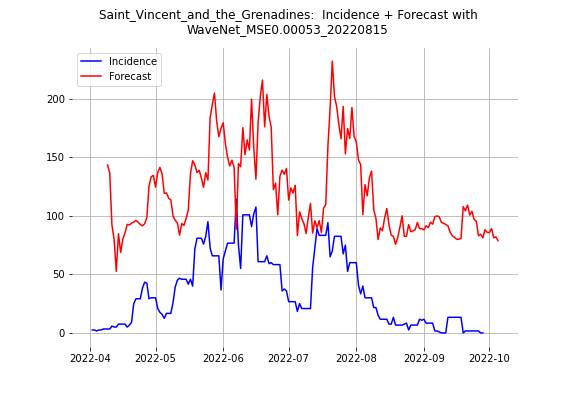 Saint_Vincent_and_the_Grenadines:  Incidence + Forecast with
WaveNet_MSE0.00053_20220815
Incidence
Forecast
200
150
100
50
0
2022-04 2022-05 2022-06 2022-07 2022-08 2022-09 2022-10